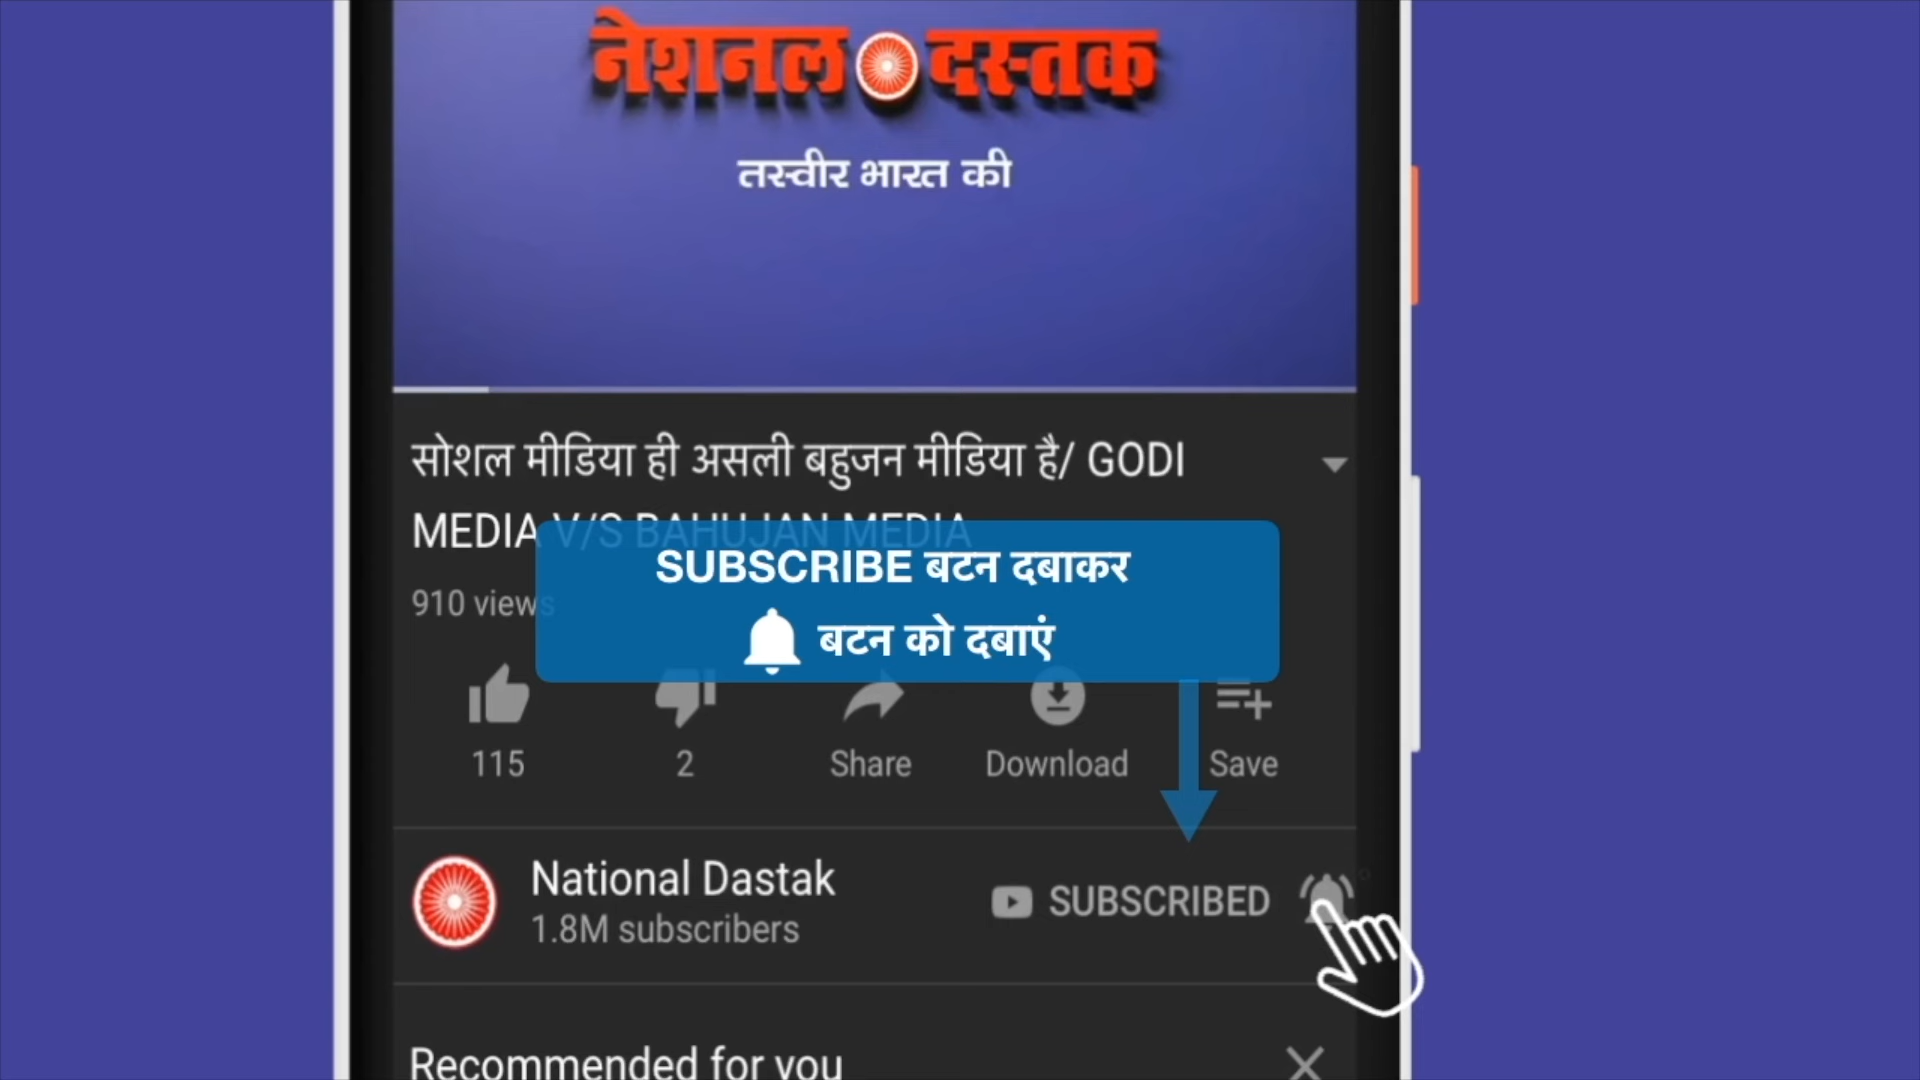 नेशनल दस्तक
तस्वीर भारत की
सोशल मीडिया ही असली बहुजन मीडिया है/ GODI
MEDIA V/S BAHUJAN MEDIA
SUBSCRIBE बटन दबाकर
बटन को दबाएं
910 views
115
2
Share
Download
Save
National Dastak
1.8M subscribers
SUBSCRIBED
Recommended for you